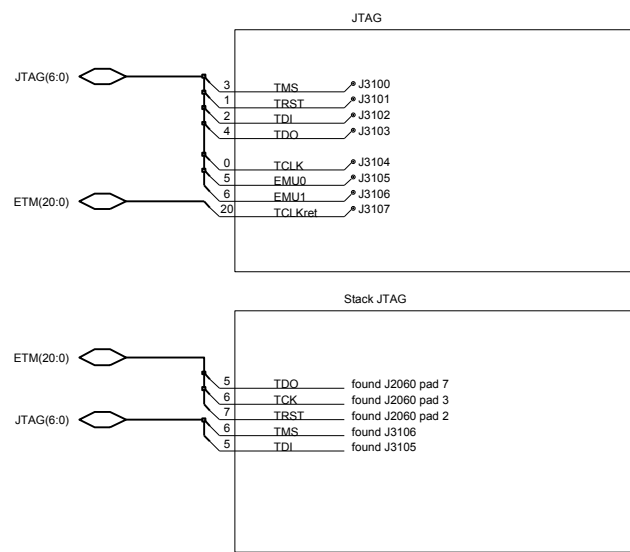 JTAG
JTAG(6:0)
3 TMS J3100
1 TRST J3101
2 TDI J3102
4 TDO J3103
0 TCLK J3104
5 EMU0 J3105
6 EMU1 J3106
ETM(20:0)
20 TCLKret J3107
Stack JTAG
ETM(20:0)
5 TDO found J2060 pad 7
6 TCK found J2060 pad 3
7 TRST found J2060 pad 2
JTAG(6:0)
6 TMS found J3106
5 TDI found J3105